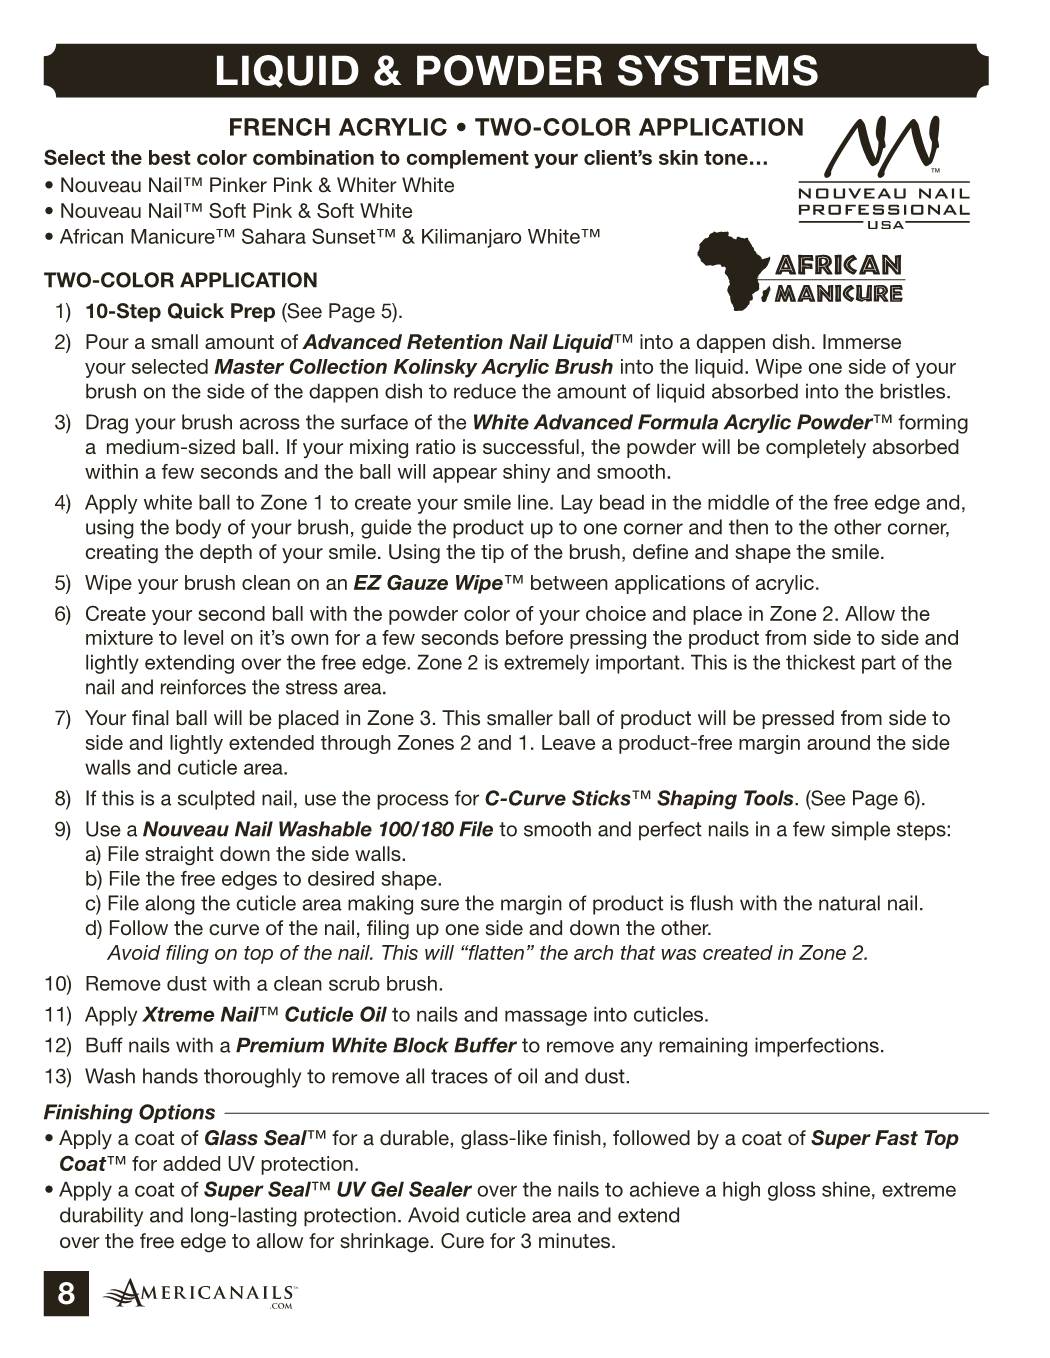 LIQUID & POWDER SYSTEMS
FRENCH ACRYLIC • TWO-COLOR APPLICATION
Select the best color combination to complement your client’s skin tone…
• Nouveau Nail™ Pinker Pink & Whiter White
• Nouveau Nail™ Soft Pink & Soft White
• African Manicure™ Sahara Sunset™ & Kilimanjaro White™
NN™
NOUVEAU NAIL
PROFESSIONAL
USA
AFRICAN
MANICURE
TWO-COLOR APPLICATION
1) 10-Step Quick Prep (See Page 5).
2) Pour a small amount of Advanced Retention Nail Liquid™ into a dappen dish. Immerse
your selected Master Collection Kolinsky Acrylic Brush into the liquid. Wipe one side of your
brush on the side of the dappen dish to reduce the amount of liquid absorbed into the bristles.
3) Drag your brush across the surface of the White Advanced Formula Acrylic Powder™ forming
a medium-sized ball. If your mixing ratio is successful, the powder will be completely absorbed
within a few seconds and the ball will appear shiny and smooth.
4) Apply white ball to Zone 1 to create your smile line. Lay bead in the middle of the free edge and,
using the body of your brush, guide the product up to one corner and then to the other corner,
creating the depth of your smile. Using the tip of the brush, define and shape the smile.
5) Wipe your brush clean on an EZ Gauze Wipe™ between applications of acrylic.
6) Create your second ball with the powder color of your choice and place in Zone 2. Allow the
mixture to level on it’s own for a few seconds before pressing the product from side to side and
lightly extending over the free edge. Zone 2 is extremely important. This is the thickest part of the
nail and reinforces the stress area.
7) Your final ball will be placed in Zone 3. This smaller ball of product will be pressed from side to
side and lightly extended through Zones 2 and 1. Leave a product-free margin around the side
walls and cuticle area.
8) If this is a sculpted nail, use the process for C-Curve Sticks™ Shaping Tools. (See Page 6).
9) Use a Nouveau Nail Washable 100/180 File to smooth and perfect nails in a few simple steps:
a) File straight down the side walls.
b) File the free edges to desired shape.
c) File along the cuticle area making sure the margin of product is flush with the natural nail.
d) Follow the curve of the nail, filing up one side and down the other.
Avoid filing on top of the nail. This will “flatten” the arch that was created in Zone 2.
10) Remove dust with a clean scrub brush.
11) Apply Xtreme Nail™ Cuticle Oil to nails and massage into cuticles.
12) Buff nails with a Premium White Block Buffer to remove any remaining imperfections.
13) Wash hands thoroughly to remove all traces of oil and dust.
Finishing Options
• Apply a coat of Glass Seal™ for a durable, glass-like finish, followed by a coat of Super Fast Top
Coat™ for added UV protection.
• Apply a coat of Super Seal™ UV Gel Sealer over the nails to achieve a high gloss shine, extreme
durability and long-lasting protection. Avoid cuticle area and extend
over the free edge to allow for shrinkage. Cure for 3 minutes.
8 AMERICANAILS™
.COM